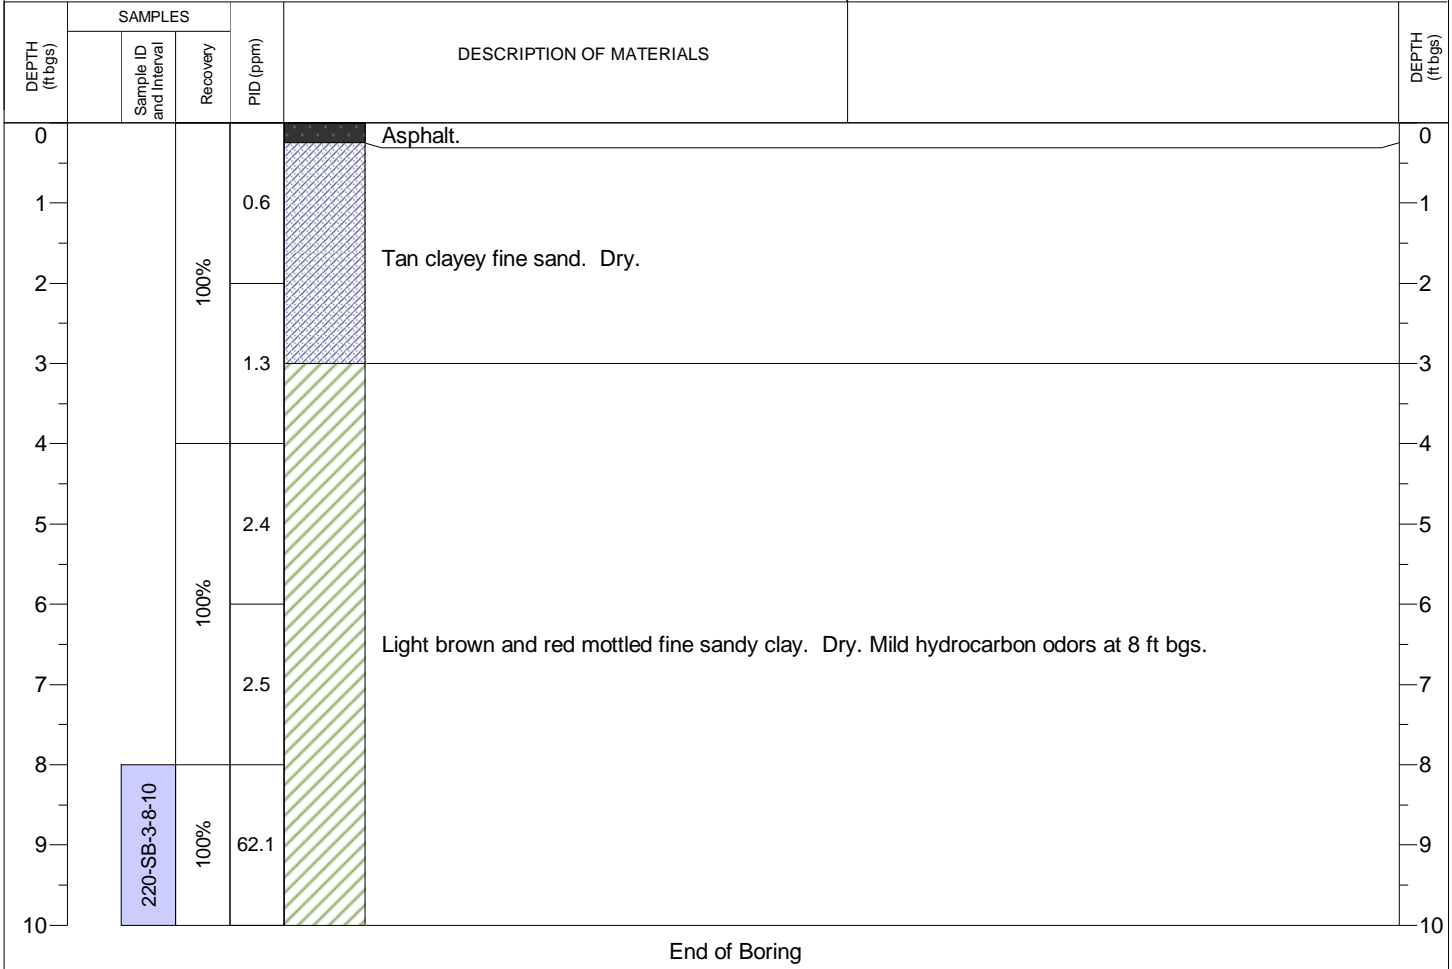 SAMPLES
DEPTH
(ft bgs)
Sample ID
and Interval
Recovery
PID (ppm)
DESCRIPTION OF MATERIALS
DEPTH
(ft bgs)
0
Asphalt.
0
1
0.6
1
Tan clayey fine sand.  Dry.
100%
2
2
3
1.3
3
4
4
5
2.4
5
100%
6
6
Light brown and red mottled fine sandy clay.  Dry. Mild hydrocarbon odors at 8 ft bgs.
7
2.5
7
8
8
220-SB-3-8-10
9
100%
62.1
9
10
10
End of Boring